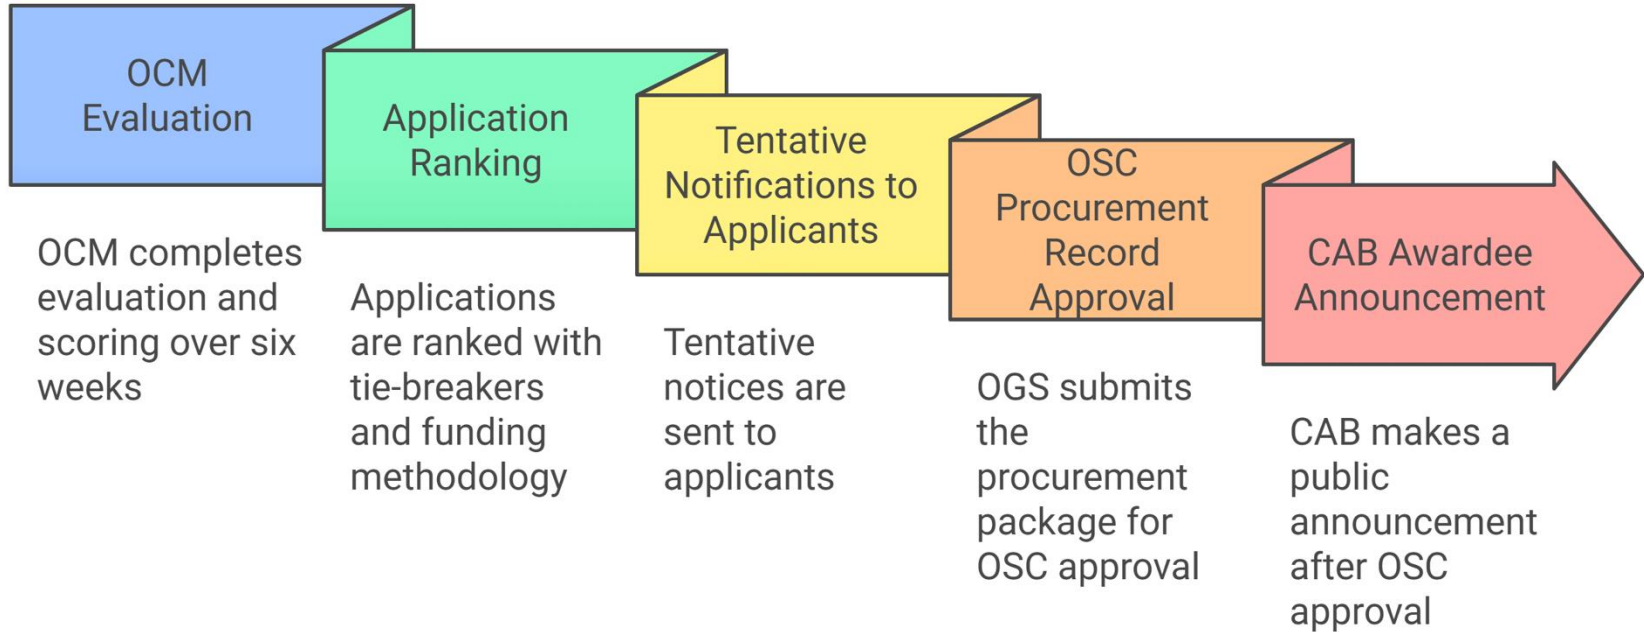 OCM
Evaluation
OCM completes
evaluation and
scoring over six
weeks
Application
Ranking
Applications
are ranked with
tie-breakers
and funding
methodology
Tentative
Notifications to
Applicants
Tentative
notices are
sent to
applicants
OSC
Procurement
Record
Approval
OGS submits
the
procurement
package for
OSC approval
CAB Awardee
Announcement
CAB makes a
public
announcement
after OSC
approval